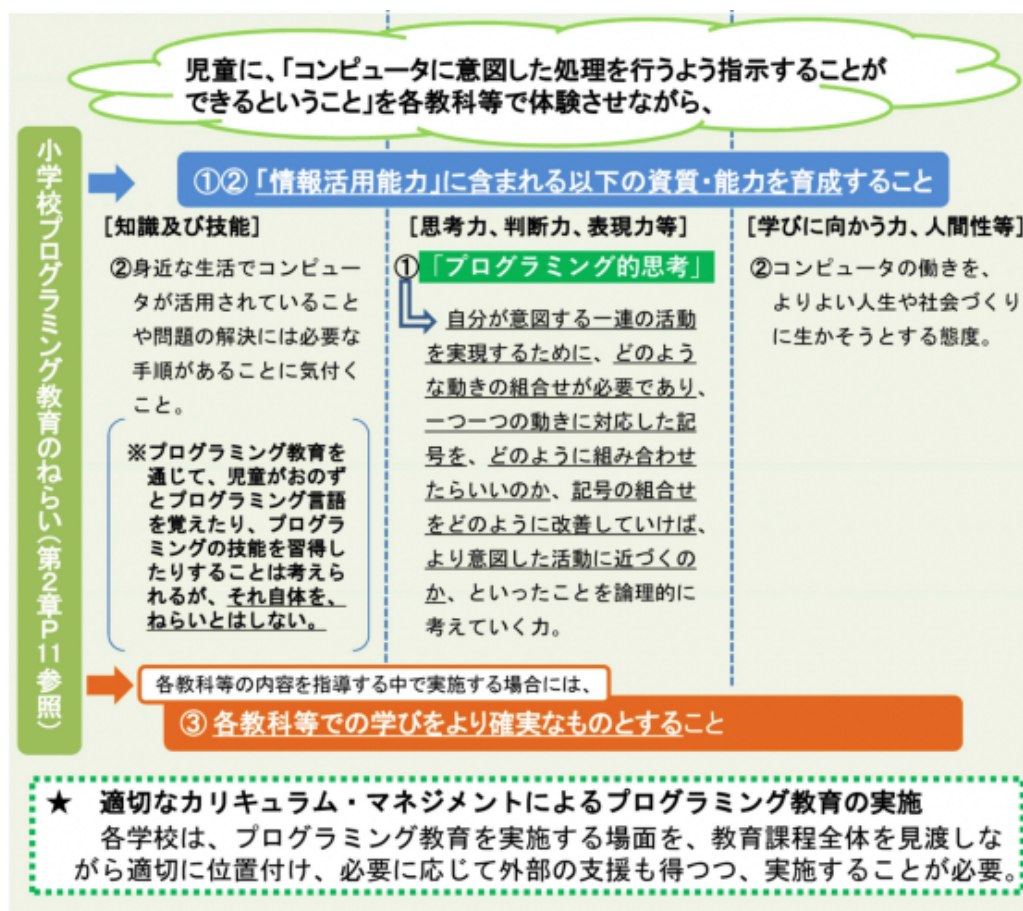 児童に、「コンピュータに意図した処理を行うよう指示することが
できるということ」を各教科等で体験させながら、
小学校プログラミング教育のねらい（第2章P11参照）
①② 「情報活用能力」に含まれる以下の資質・能力を育成すること
［知識及び技能］
②身近な生活でコンピュー
タが活用されていること
や問題の解決には必要な
手順があることに気付く
こと。
※プログラミング教育を
通じて、児童がおのず
とプログラミング言語
を覚えたり、プログラ
ミングの技能を習得し
たりすることは考えら
れるが、それ自体を、
ねらいとはしない。
［思考力、判断力、表現力等］
①「プログラミング的思考」
自分が意図する一連の活動
を実現するために、どのよう
な動きの組合せが必要であり、
一つ一つの動きに対応した記
号を、どのように組み合わせ
たらいいのか、記号の組合せ
をどのように改善していけば、
より意図した活動に近づくの
か、といったことを論理的に
考えていく力。
［学びに向かう力、人間性等］
②コンピュータの働きを、
よりよい人生や社会づくり
に生かそうとする態度。
各教科等の内容を指導する中で実施する場合には、
③ 各教科等での学びをより確実なものとすること
★ 適切なカリキュラム・マネジメントによるプログラミング教育の実施
各学校は、プログラミング教育を実施する場面を、教育課程全体を見渡しな
がら適切に位置付け、必要に応じて外部の支援も得つつ、実施することが必要。